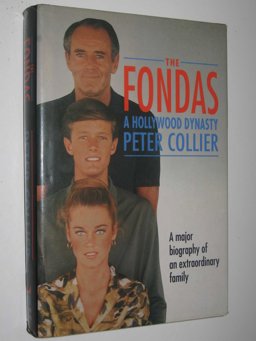 THE
FONDAS
A HOLLYWOOD DYNASTY
PETER COLLIER
A major
biography of
an extraordinary
family